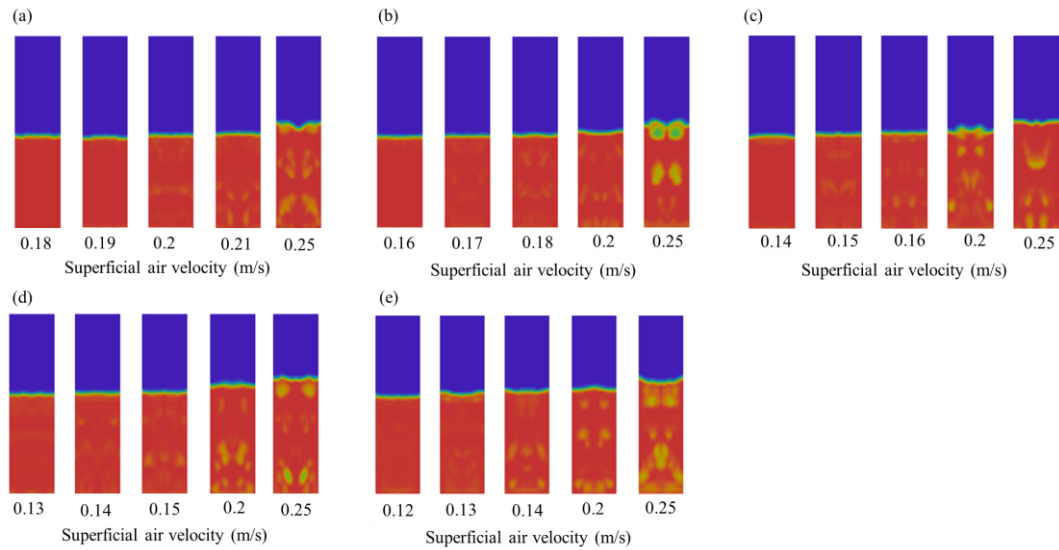 (a)
(b)
(c)
0.18 0.19 0.2 0.21 0.25
0.16 0.17 0.18 0.2 0.25
0.14 0.15 0.16 0.2 0.25
Superficial air velocity (m/s)
Superficial air velocity (m/s)
Superficial air velocity (m/s)
(d)
(e)
0.13 0.14 0.15 0.2 0.25
0.12 0.13 0.14 0.2 0.25
Superficial air velocity (m/s)
Superficial air velocity (m/s)